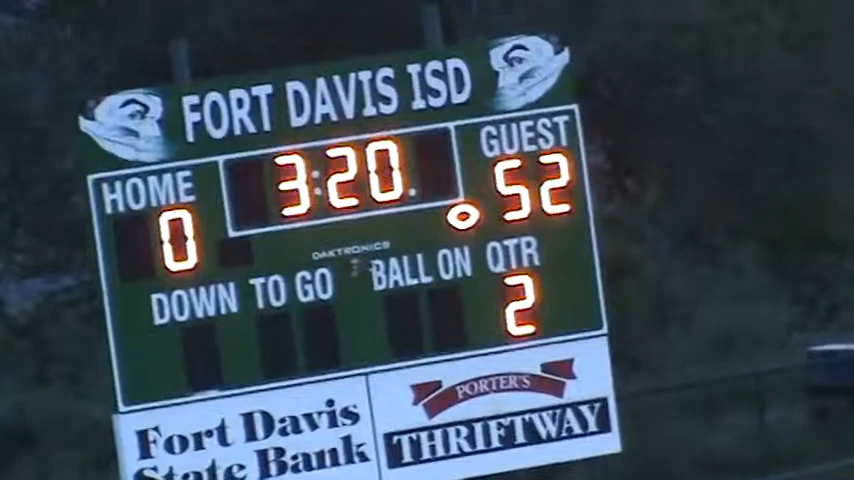 FORT DAVIS ISD
HOME 3:20. GUEST
0 52
DAKTRONICS
DOWN TO GO BALL ON QTR
2
Fort Davis
State Bank
PORTER'S
THRIFTWAY